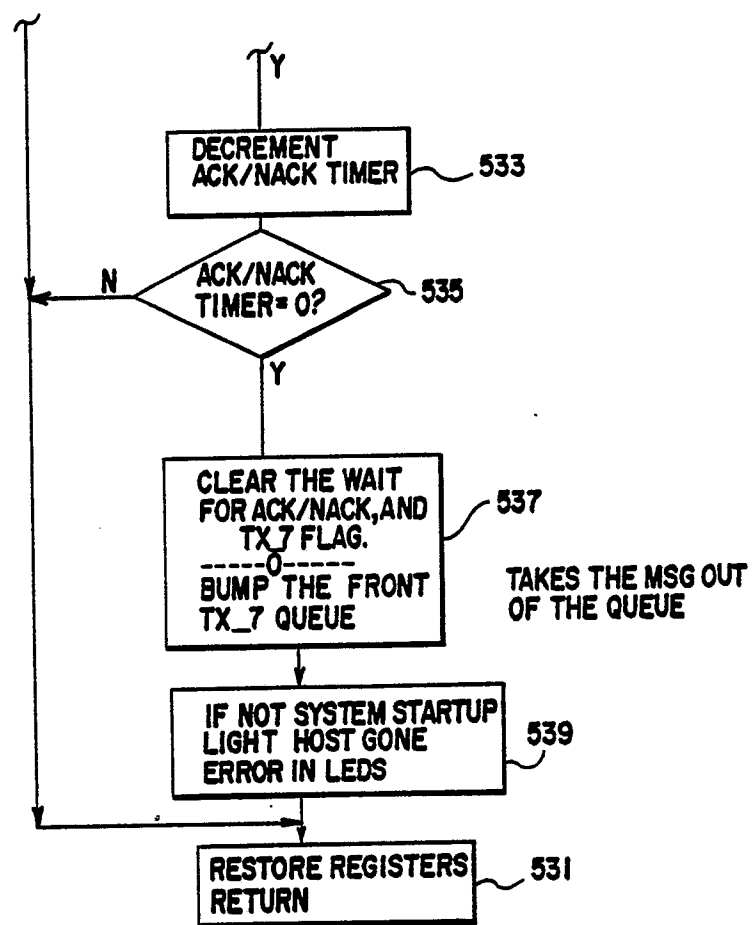 Y
DECREMENT
ACK/NACK TIMER
533
N
ACK/NACK
TIMER=0?
535
Y
CLEAR THE WAIT
FOR ACK/NACK,AND
TX_7 FLAG.
-----0-----
BUMP THE FRONT
TX_7 QUEUE
537
TAKES THE MSG OUT
OF THE QUEUE
IF NOT SYSTEM STARTUP
LIGHT HOST GONE
ERROR IN LEDS
539
RESTORE REGISTERS
RETURN
531